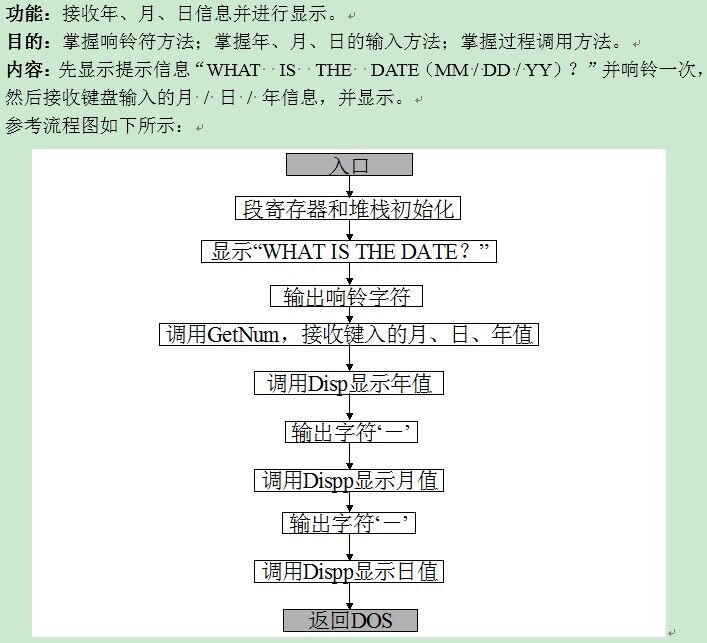 功能：接收年、月、日信息并进行显示。
目的：掌握响铃符方法；掌握年、月、日的输入方法；掌握过程调用方法。
内容：先显示提示信息“WHAT IS THE DATE（MM/DD/YY）？”并响铃一次，
然后接收键盘输入的月/日/年信息，并显示。
参考流程图如下所示：
入口
段寄存器和堆栈初始化
显示“WHAT IS THE DATE？”
输出响铃字符
调用GetNum，接收键入的月、日、年值
调用Disp显示年值
输出字符‘－’
调用Dispp显示月值
输出字符‘－’
调用Dispp显示日值
返回DOS